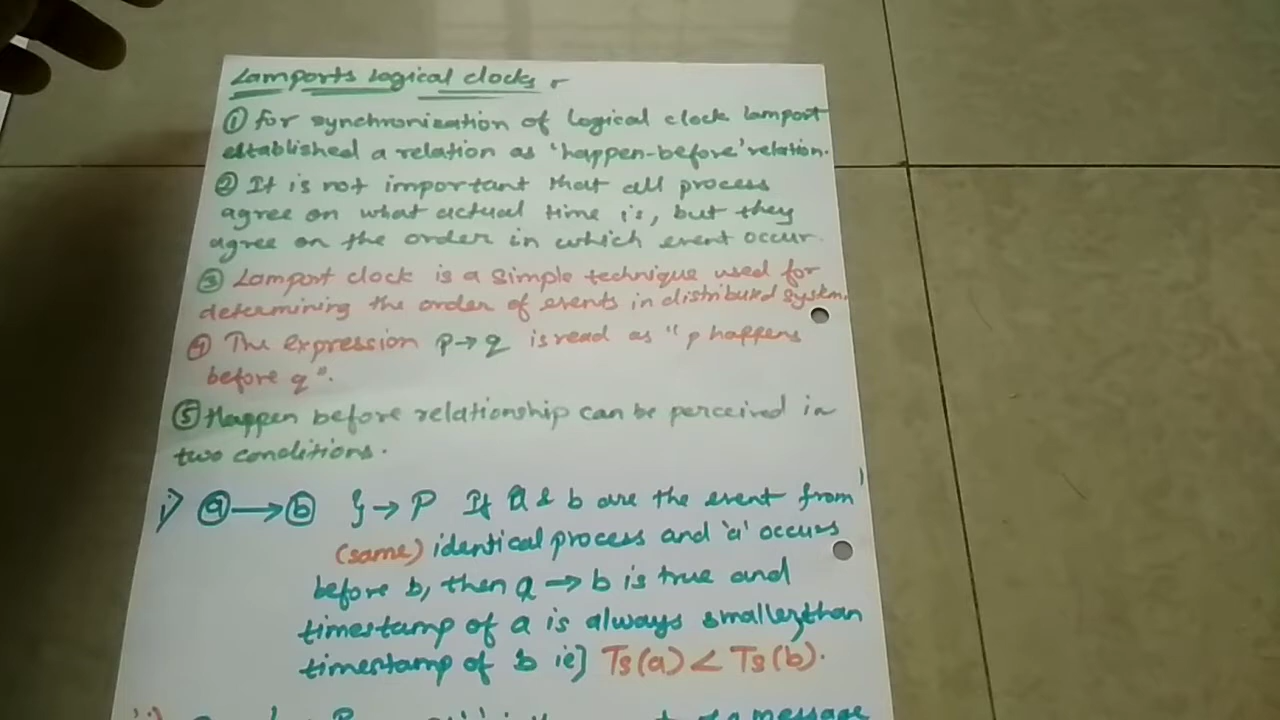 Lamports Logical clocks
① for synchronization of Logical clock lamport
established a relation as 'happen-before' relation.
② It is not important that all process
agree on what actual time is, but they
agree on the order in which event occur.
③ Lamport clock is a simple technique used for
determining the order of events in distributed system.
④ The expression p→q is read as "p happens
before q".
⑤ Happen before relationship can be perceived in
two conditions.
i) ⓐ→ⓑ }→P If a & b are the event from
(same) identical process and 'a' occurs
before b, then a → b is true and
timestamp of a is always smaller than
timestamp of b ie] Ts(a) < Ts(b).
ii) message